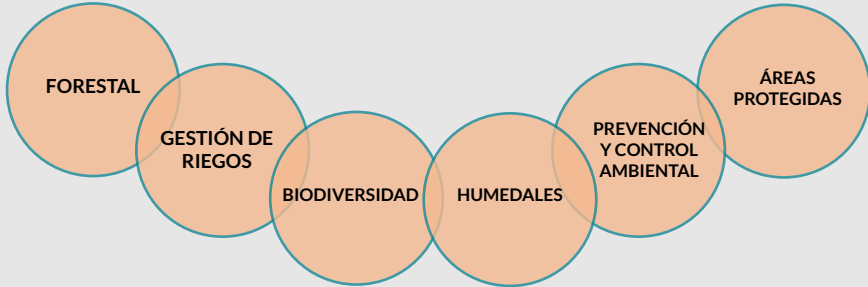 FORESTAL
GESTIÓN DE
RIEGOS
BIODIVERSIDAD
HUMEDALES
PREVENCIÓN
Y CONTROL
AMBIENTAL
ÁREAS
PROTEGIDAS